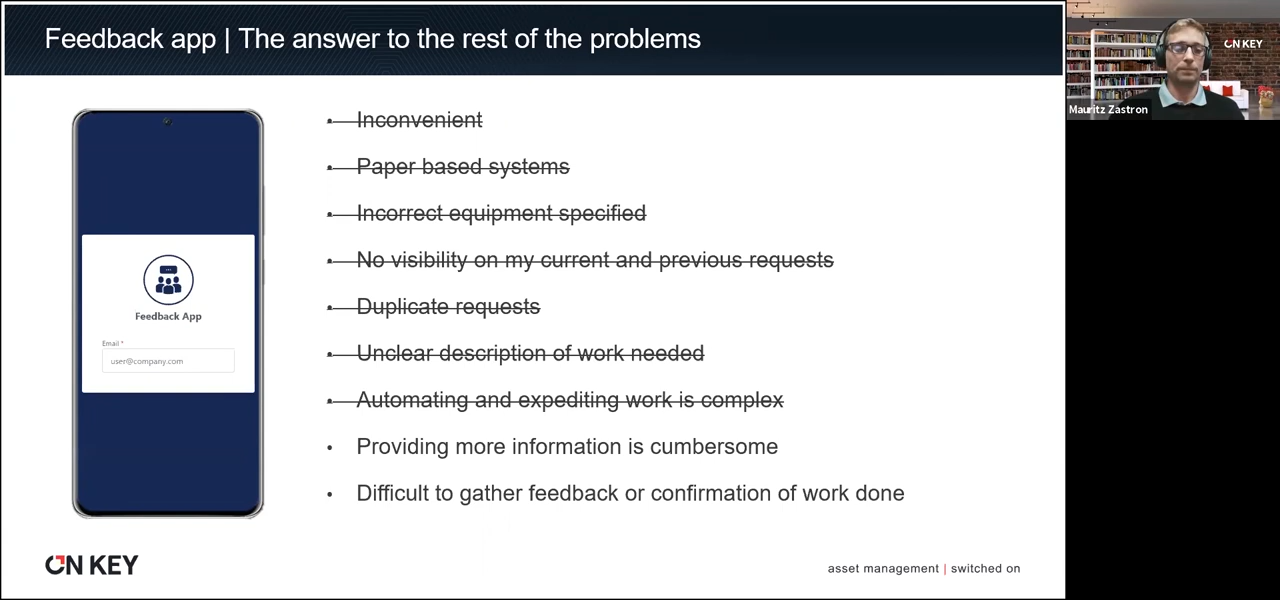 Feedback app | The answer to the rest of the problems
Inconvenient
Paper based systems
Incorrect equipment specified
No visibility on my current and previous requests
Duplicate requests
Unclear description of work needed
Automating and expediting work is complex
Providing more information is cumbersome
Difficult to gather feedback or confirmation of work done
Feedback App
Email *
user@company.com
ON KEY
asset management | switched on
ON KEY
Mauritz Zastron